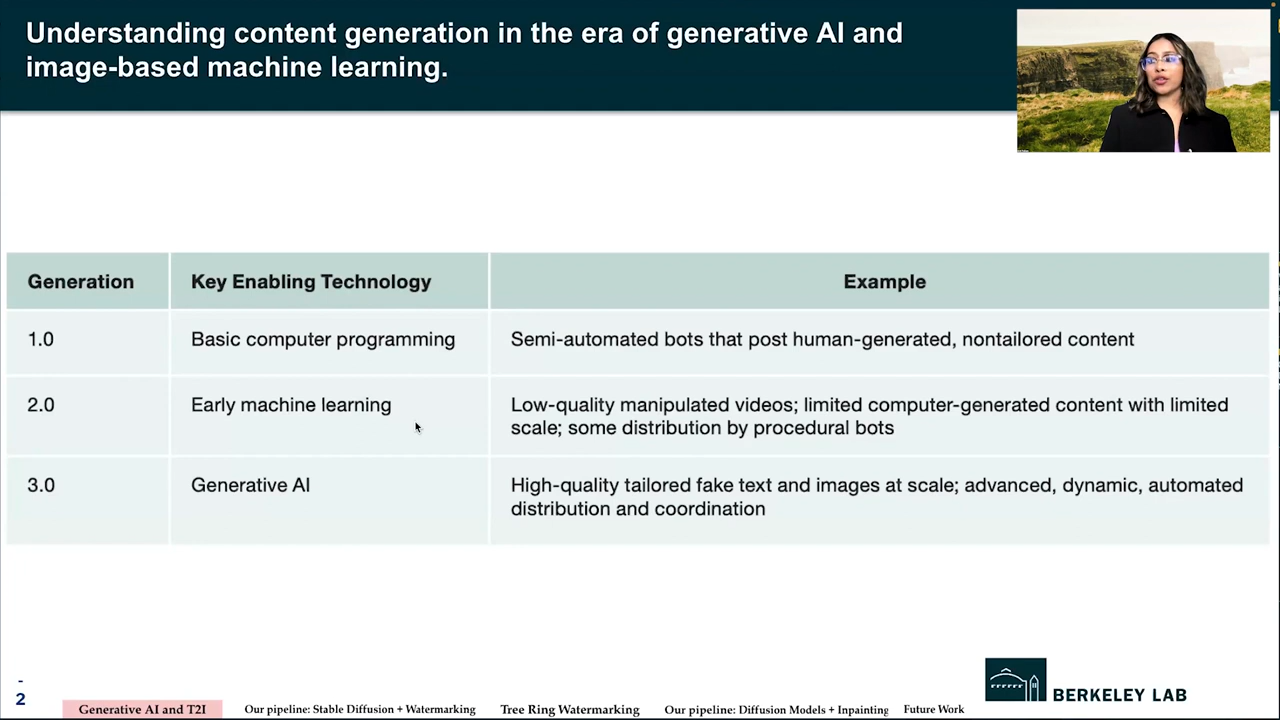 Understanding content generation in the era of generative AI and
image-based machine learning.
Generation
Key Enabling Technology
Example
1.0
Basic computer programming
Semi-automated bots that post human-generated, nontailored content
2.0
Early machine learning
Low-quality manipulated videos; limited computer-generated content with limited
scale; some distribution by procedural bots
3.0
Generative AI
High-quality tailored fake text and images at scale; advanced, dynamic, automated
distribution and coordination
-
2
Generative AI and T2I
Our pipeline: Stable Diffusion + Watermarking
Tree Ring Watermarking
Our pipeline: Diffusion Models + Inpainting
Future Work
BERKELEY LAB